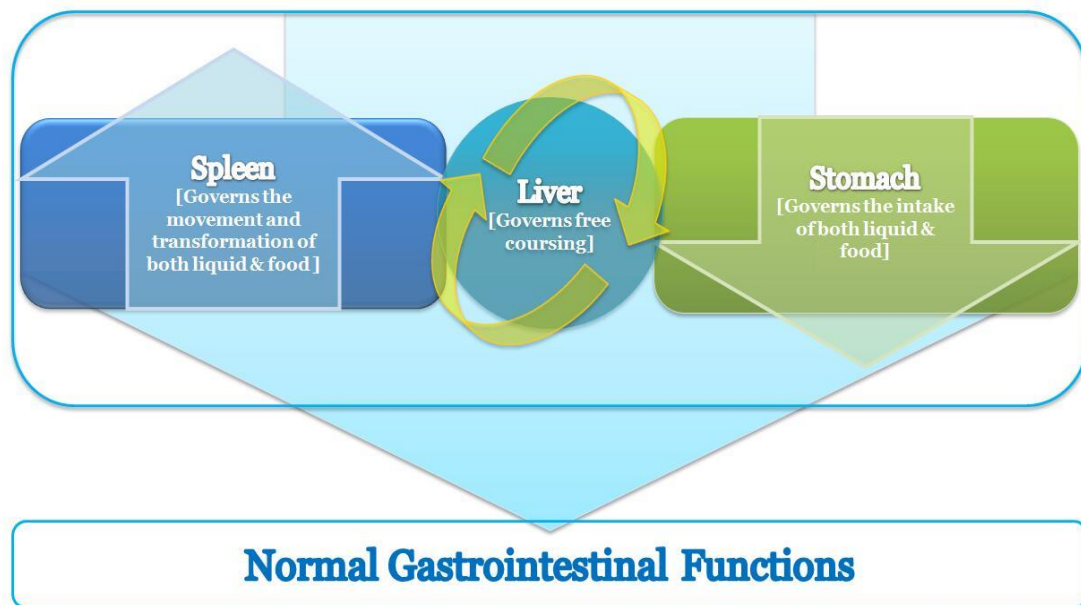 Spleen
[Governs the
movement and
transformation of
both liquid & food ]
Liver
[Governs free
coursing]
Stomach
[Governs the intake
of both liquid &
food]
Normal Gastrointestinal Functions